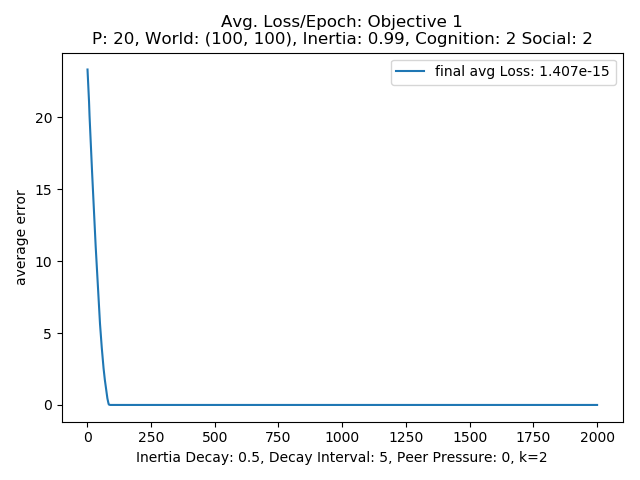 Avg. Loss/Epoch: Objective 1
P: 20, World: (100, 100), Inertia: 0.99, Cognition: 2 Social: 2
final avg Loss: 1.407e-15
average error
20
15
10
5
0
0 250 500 750 1000 1250 1500 1750 2000
Inertia Decay: 0.5, Decay Interval: 5, Peer Pressure: 0, k=2